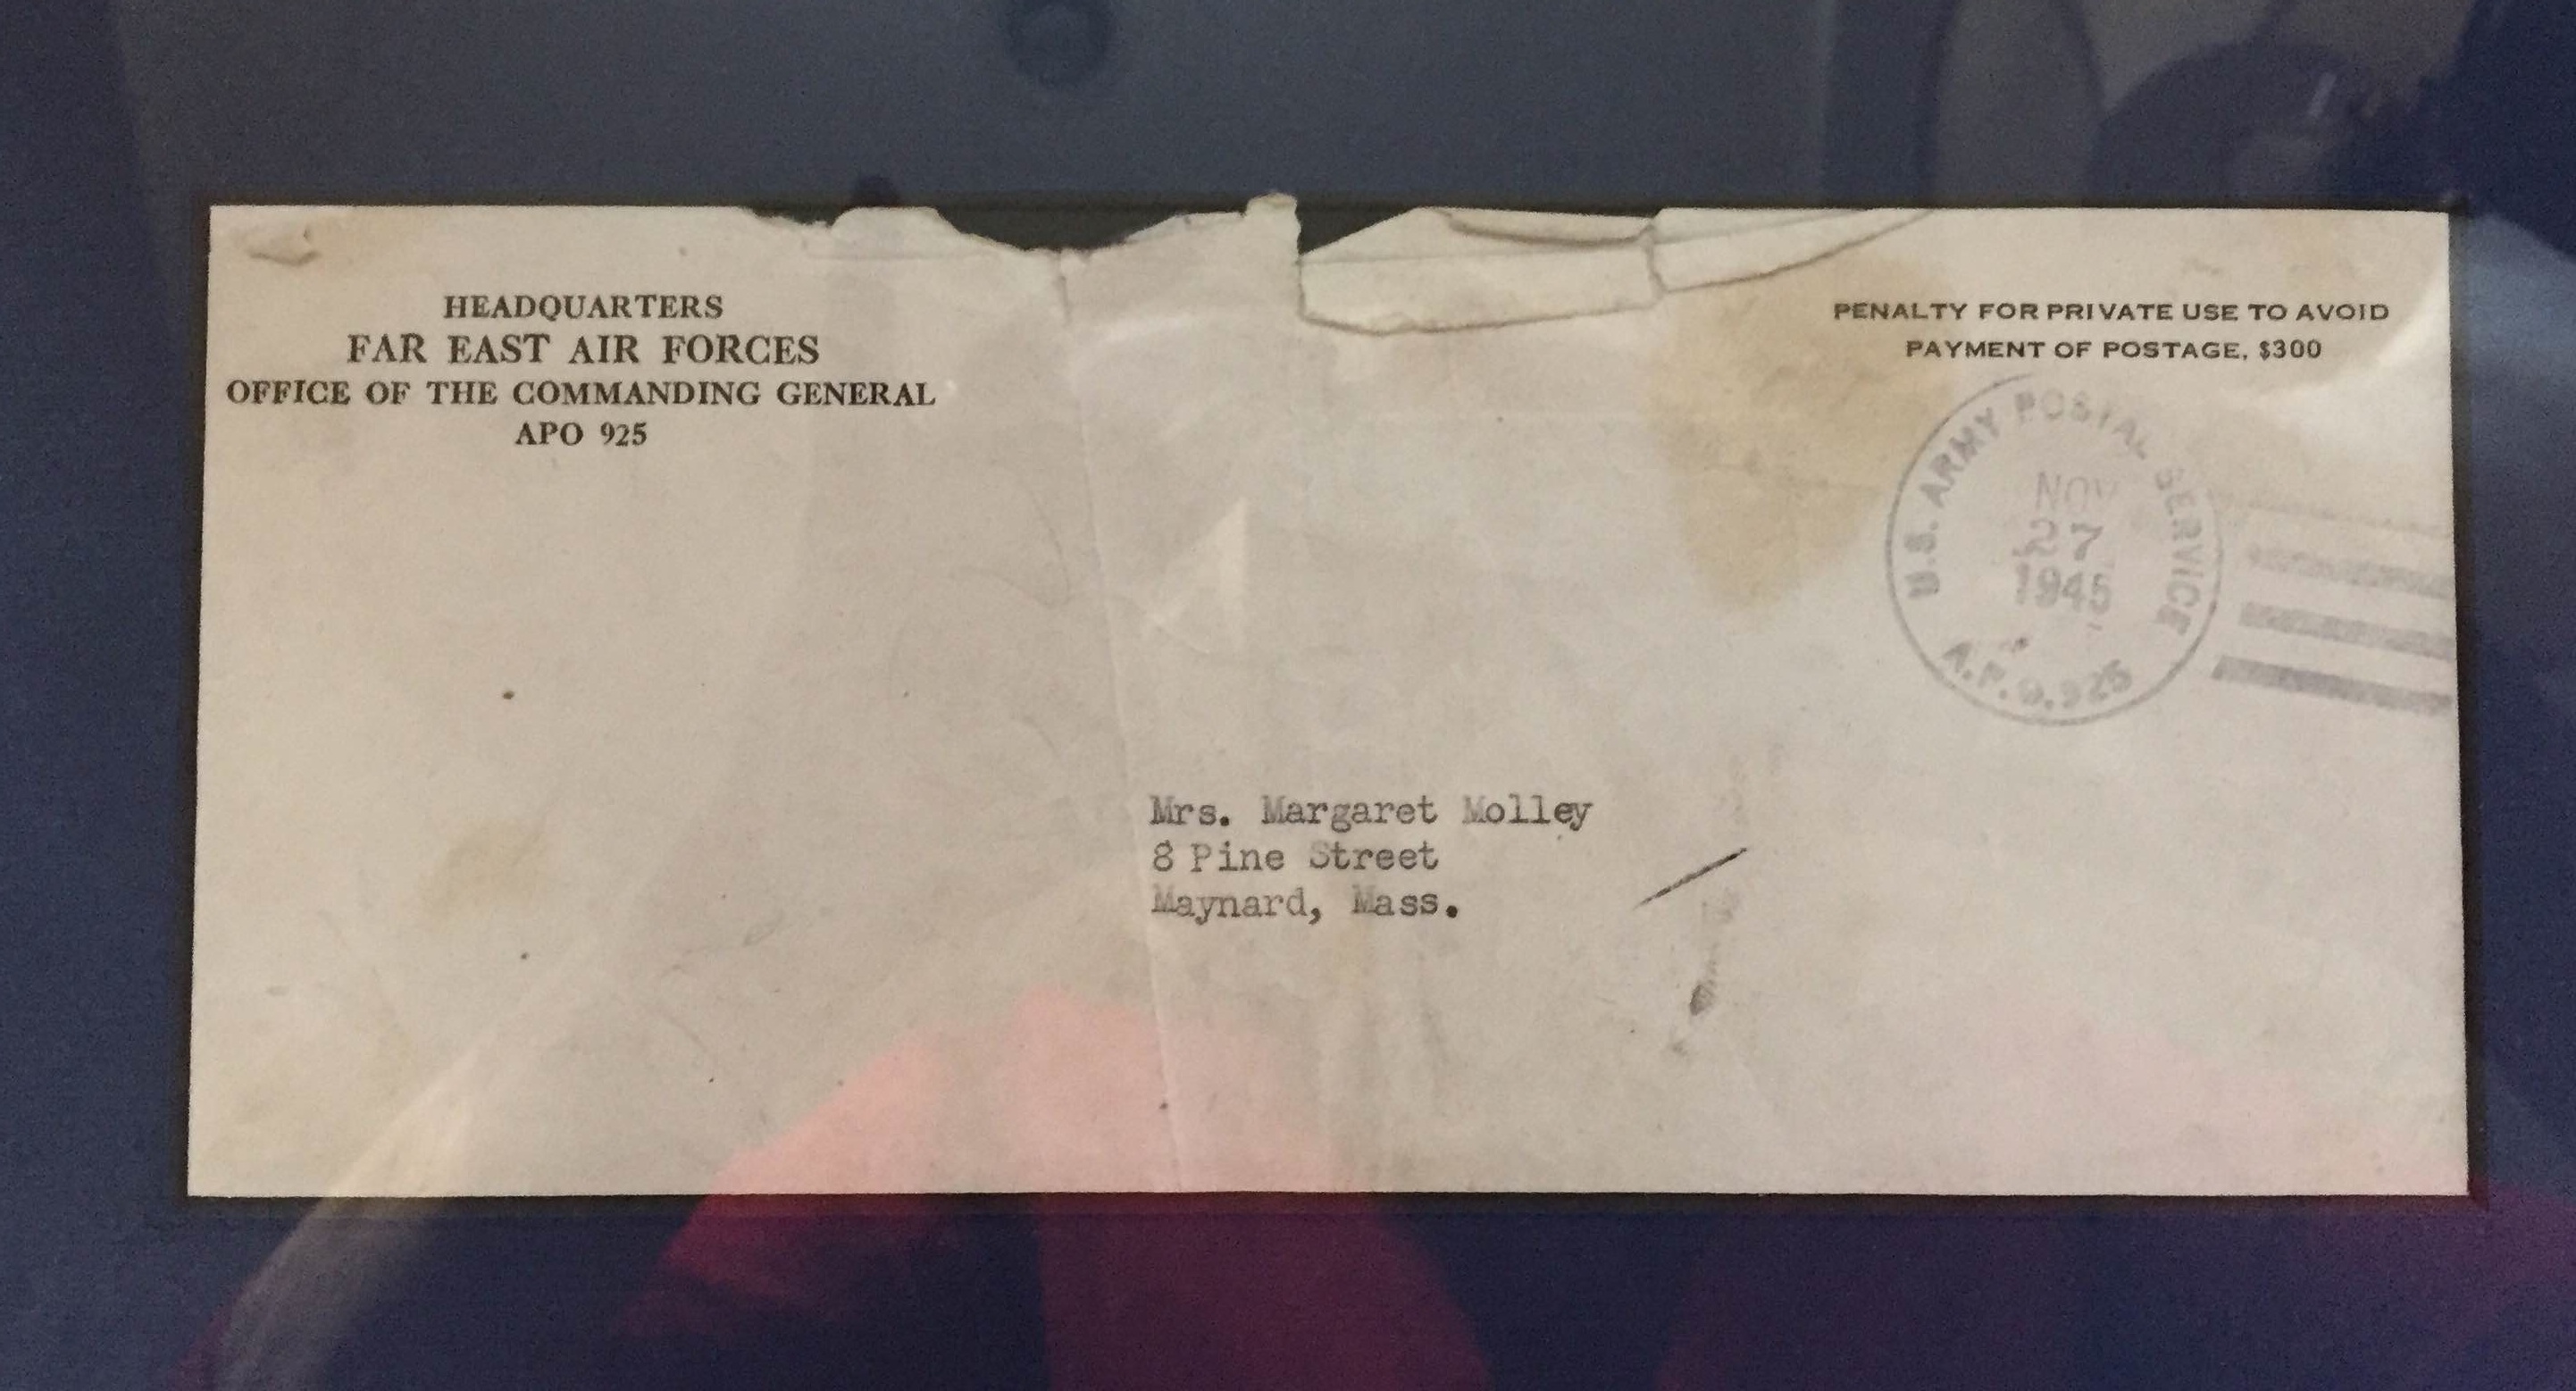 HEADQUARTERS
FAR EAST AIR FORCES
OFFICE OF THE COMMANDING GENERAL
APO 925
PENALTY FOR PRIVATE USE TO AVOID
PAYMENT OF POSTAGE, $300
U.S. ARMY POSTAL SERVICE
NOV
27
1945
A.P.O. 925
Mrs. Margaret Molley
8 Pine Street
Maynard, Mass.